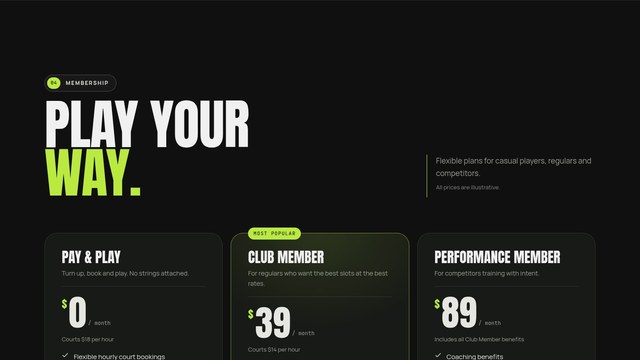 04 MEMBERSHIP
PLAY YOUR
WAY.
Flexible plans for casual players, regulars and
competitors.
All prices are illustrative.
PAY & PLAY
Turn up, book and play. No strings attached.
$0 / month
Courts $18 per hour
Flexible hourly court bookings
MOST POPULAR
CLUB MEMBER
For regulars who want the best slots at the best
rates.
$39 / month
Courts $14 per hour
PERFORMANCE MEMBER
For competitors training with intent.
$89 / month
Includes all Club Member benefits
Coaching benefits